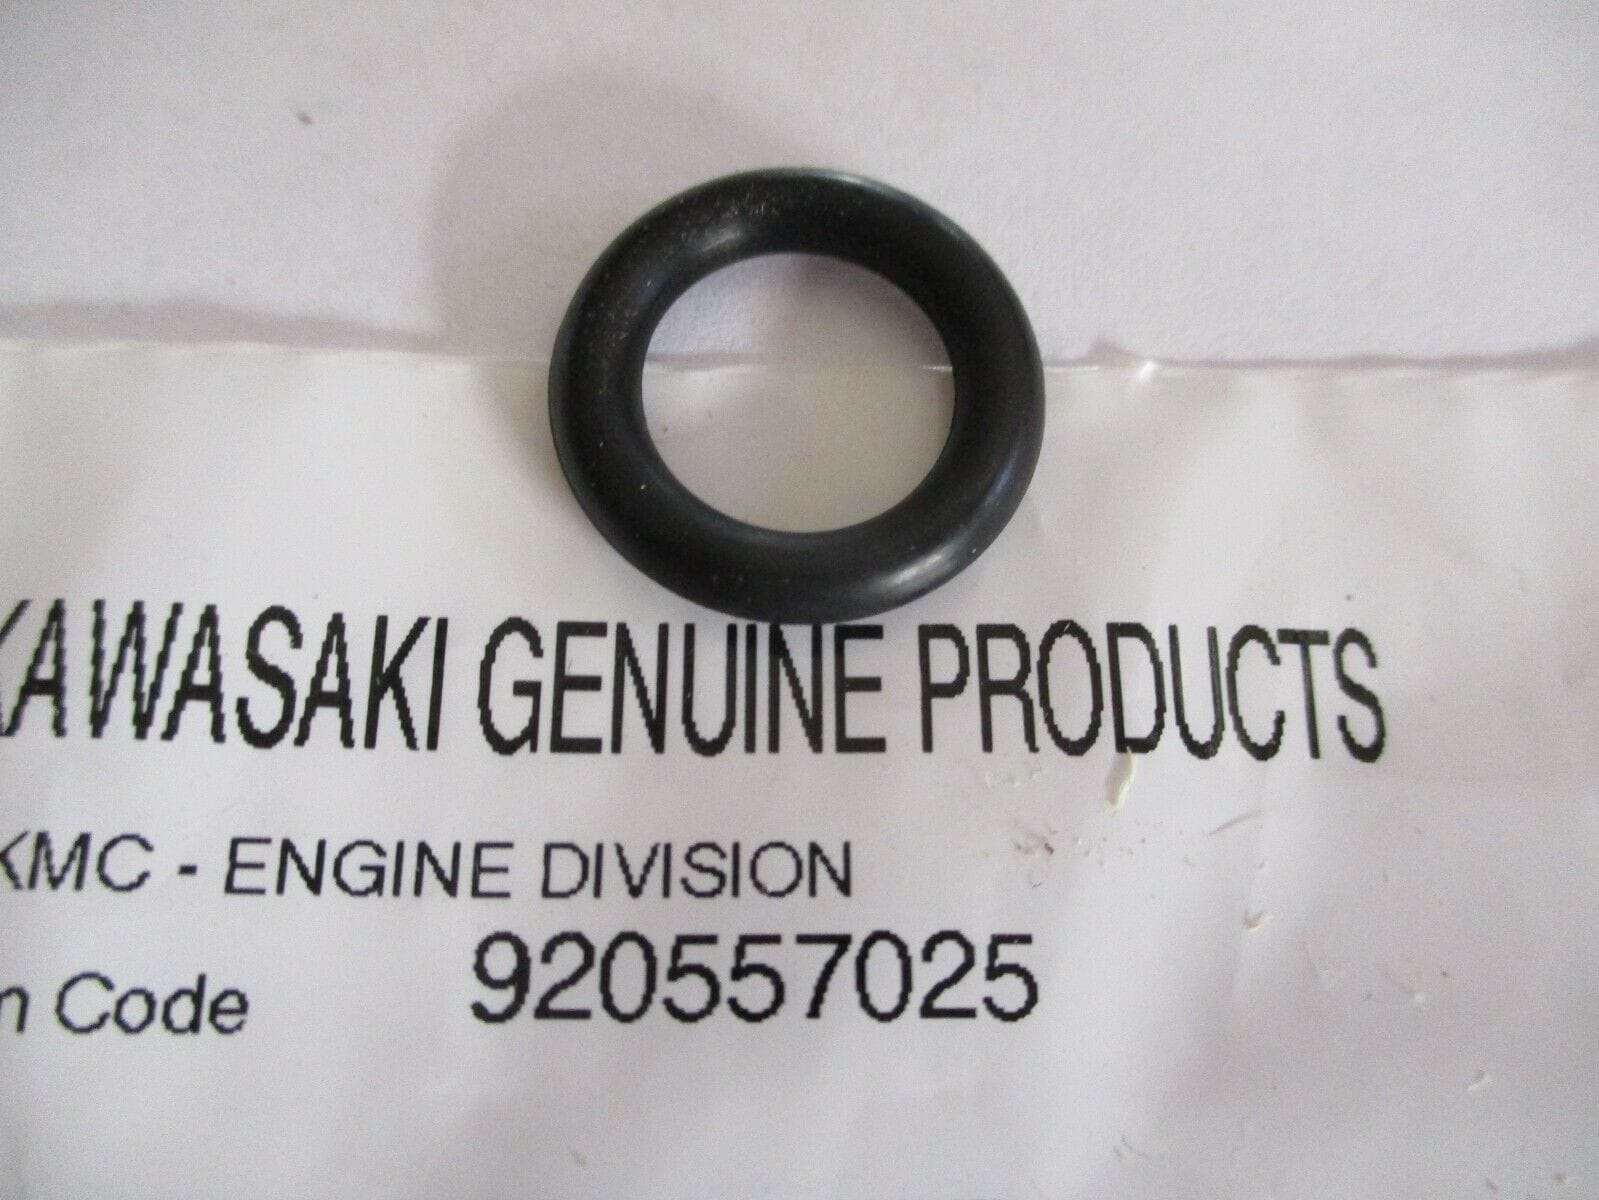 KAWASAKI GENUINE PRODUCTS
KMC - ENGINE DIVISION
m Code 920557025